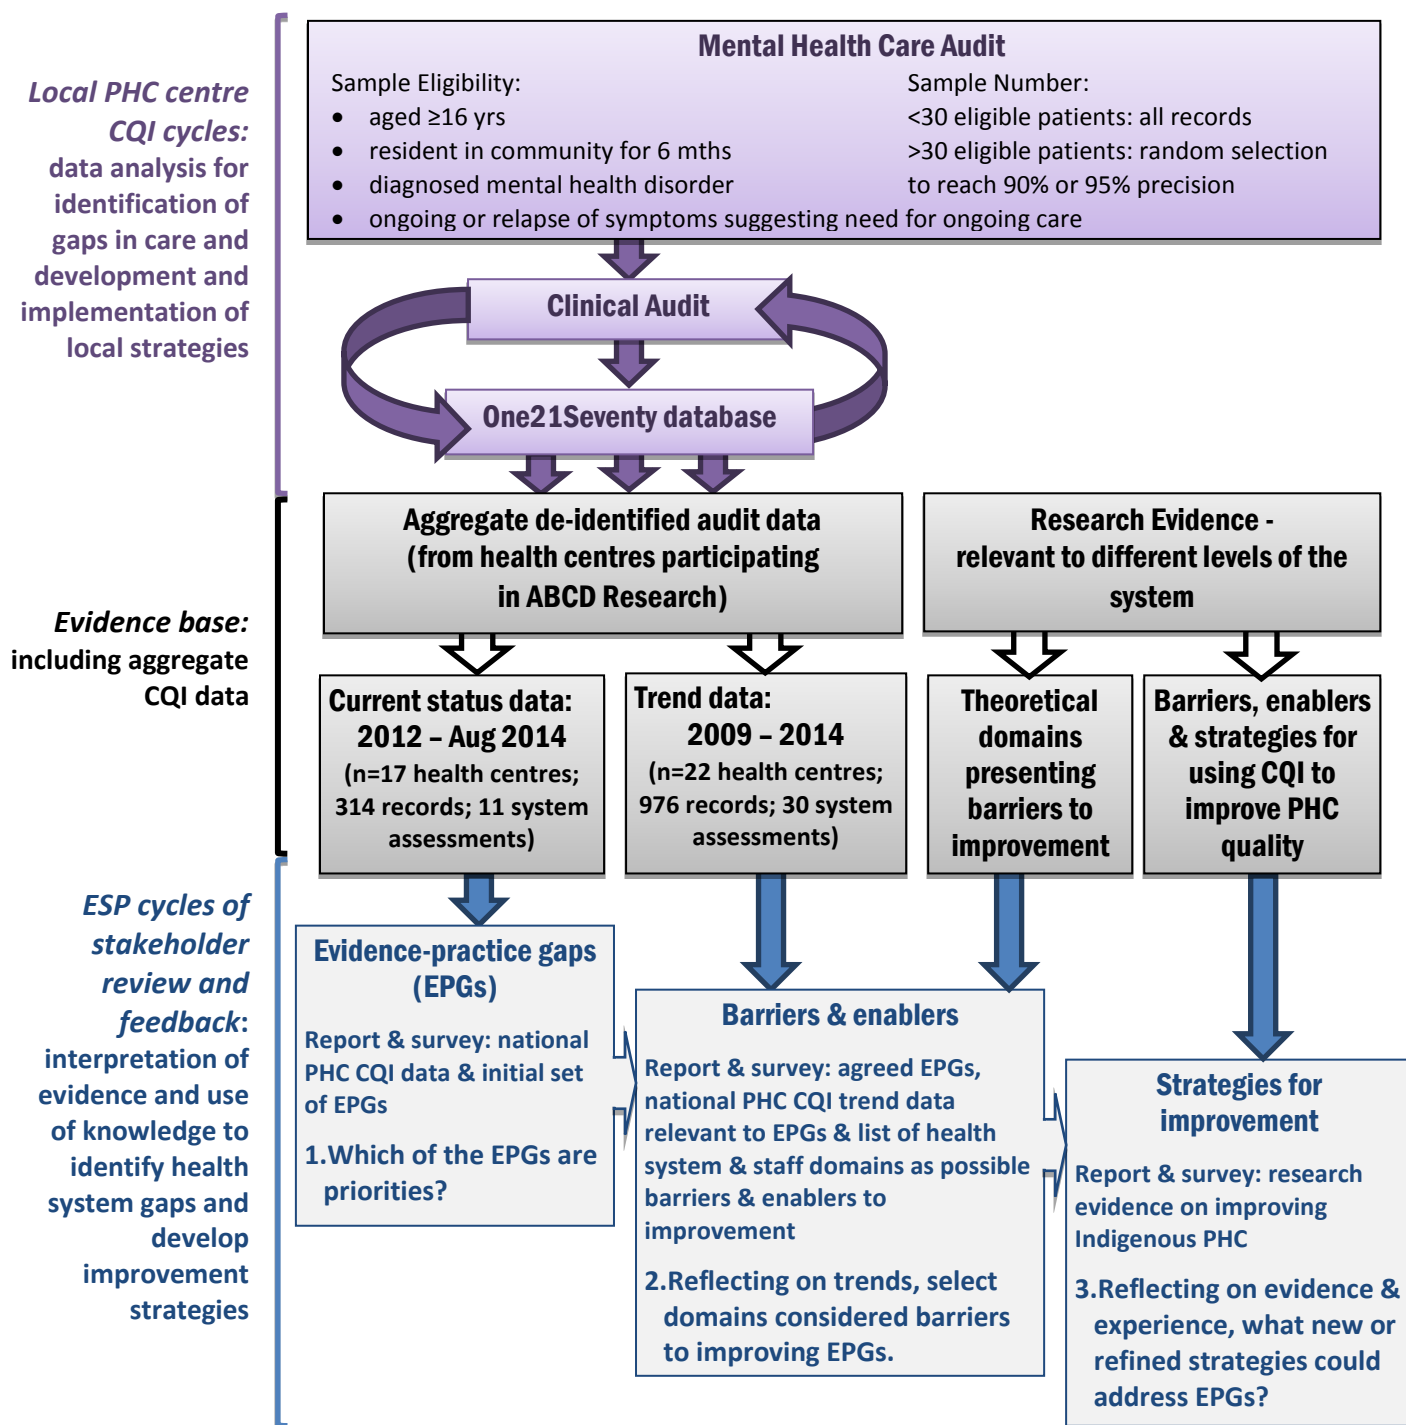 Local PHC centre
CQI cycles:
data analysis for
identification of
gaps in care and
development and
implementation of
local strategies
Mental Health Care Audit
Sample Eligibility:
• aged ≥16 yrs
• resident in community for 6 mths
• diagnosed mental health disorder
• ongoing or relapse of symptoms suggesting need for ongoing care
Sample Number:
<30 eligible patients: all records
>30 eligible patients: random selection
to reach 90% or 95% precision
Clinical Audit
One21Seventy database
Evidence base:
including aggregate
CQI data
Aggregate de-identified audit data
(from health centres participating
in ABCD Research)
Research Evidence -
relevant to different levels of the
system
Current status data:
2012 – Aug 2014
(n=17 health centres;
314 records; 11 system
assessments)
Trend data:
2009 – 2014
(n=22 health centres;
976 records; 30 system
assessments)
Theoretical
domains
presenting
barriers to
improvement
Barriers, enablers
& strategies for
using CQI to
improve PHC
quality
ESP cycles of
stakeholder
review and
feedback:
interpretation of
evidence and use
of knowledge to
identify health
system gaps and
develop
improvement
strategies
Evidence-practice gaps
(EPGs)
Report & survey: national
PHC CQI data & initial set
of EPGs
1.Which of the EPGs are
priorities?
Barriers & enablers
Report & survey: agreed EPGs,
national PHC CQI trend data
relevant to EPGs & list of health
system & staff domains as possible
barriers & enablers to
improvement
2.Reflecting on trends, select
domains considered barriers
to improving EPGs.
Strategies for
improvement
Report & survey: research
evidence on improving
Indigenous PHC
3.Reflecting on evidence &
experience, what new or
refined strategies could
address EPGs?